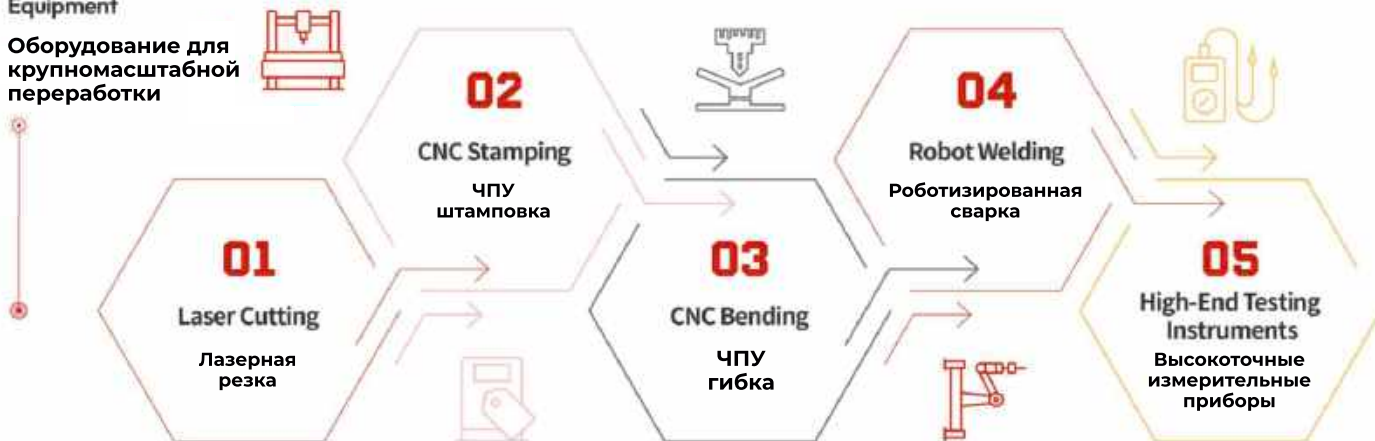 Equipment
Оборудование для
крупномасштабной
переработки
01
Laser Cutting
Лазерная
резка
02
CNC Stamping
ЧПУ
штамповка
03
CNC Bending
ЧПУ
гибка
04
Robot Welding
Роботизированная
сварка
05
High-End Testing
Instruments
Высокоточные
измерительные
приборы